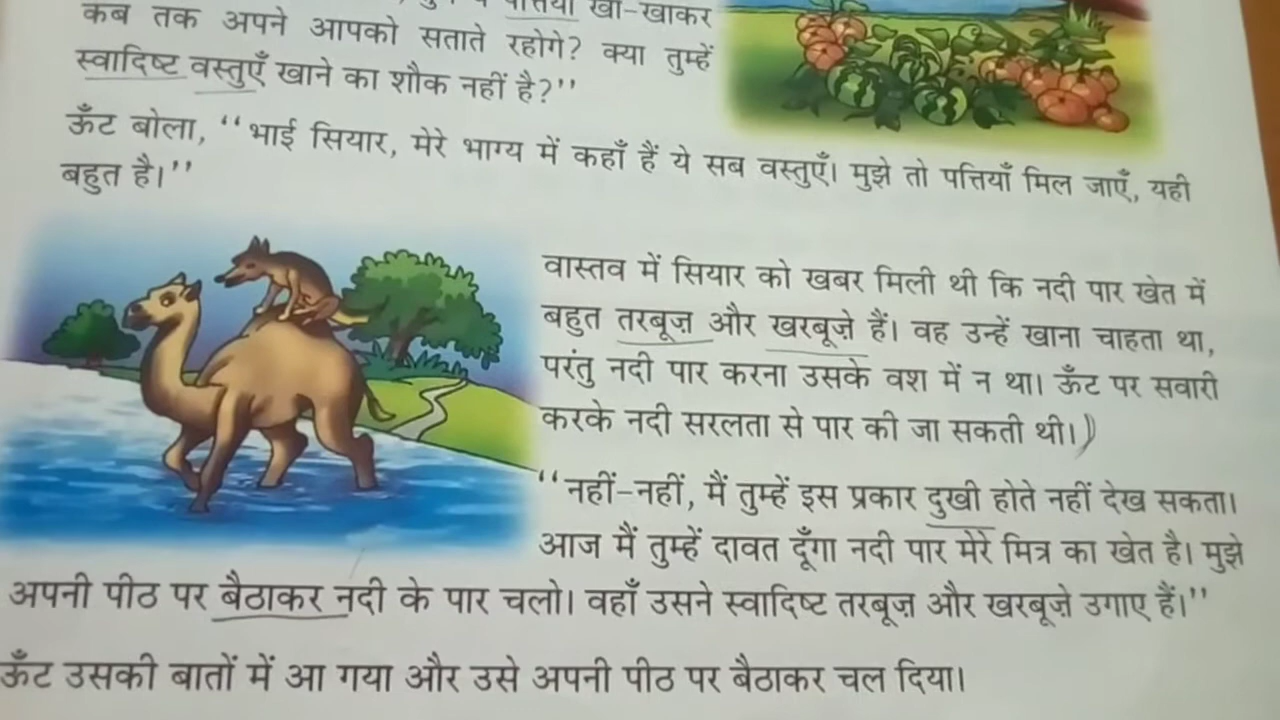 पत्तियाँ खा-खाकर
कब तक अपने आपको सताते रहोगे? क्या तुम्हें
स्वादिष्ट वस्तुएँ खाने का शौक नहीं है?’’
ऊँट बोला, ‘‘भाई सियार, मेरे भाग्य में कहाँ हैं ये सब वस्तुएँ। मुझे तो पत्तियाँ मिल जाएँ, यही
बहुत है।’’
वास्तव में सियार को खबर मिली थी कि नदी पार खेत में
बहुत तरबूज़ और खरबूज़े हैं। वह उन्हें खाना चाहता था,
परंतु नदी पार करना उसके वश में न था। ऊँट पर सवारी
करके नदी सरलता से पार की जा सकती थी।
‘‘नहीं-नहीं, मैं तुम्हें इस प्रकार दुखी होते नहीं देख सकता।
आज मैं तुम्हें दावत दूँगा नदी पार मेरे मित्र का खेत है। मुझे
अपनी पीठ पर बैठाकर नदी के पार चलो। वहाँ उसने स्वादिष्ट तरबूज़ और खरबूज़े उगाए हैं।’’
ऊँट उसकी बातों में आ गया और उसे अपनी पीठ पर बैठाकर चल दिया।